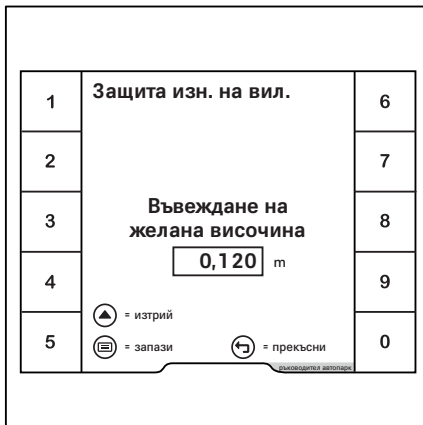 Защита изн. на вил.
1
2
3
4
5
6
7
8
9
0
Въвеждане на
желана височина
0,120 m
= изтрий
= запази
= прекъсни
ръководител автопарк